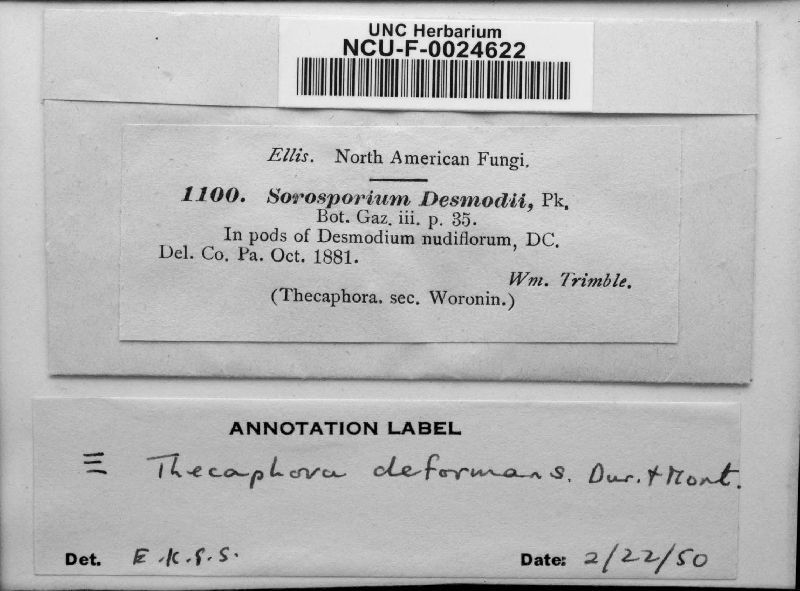 UNC Herbarium
NCU-F-0024622
Ellis. North American Fungi.
1100. Sorosporium Desmodii, Pk.
Bot. Gaz. iii. p. 35.
In pods of Desmodium nudiflorum, DC.
Del. Co. Pa. Oct. 1881.
Wm. Trimble.
(Thecaphora. sec. Woronin.)
ANNOTATION LABEL
≡ Thecaphora deformans. Dur. + Mont.
Det. E.K.S.S. Date: 2/22/50